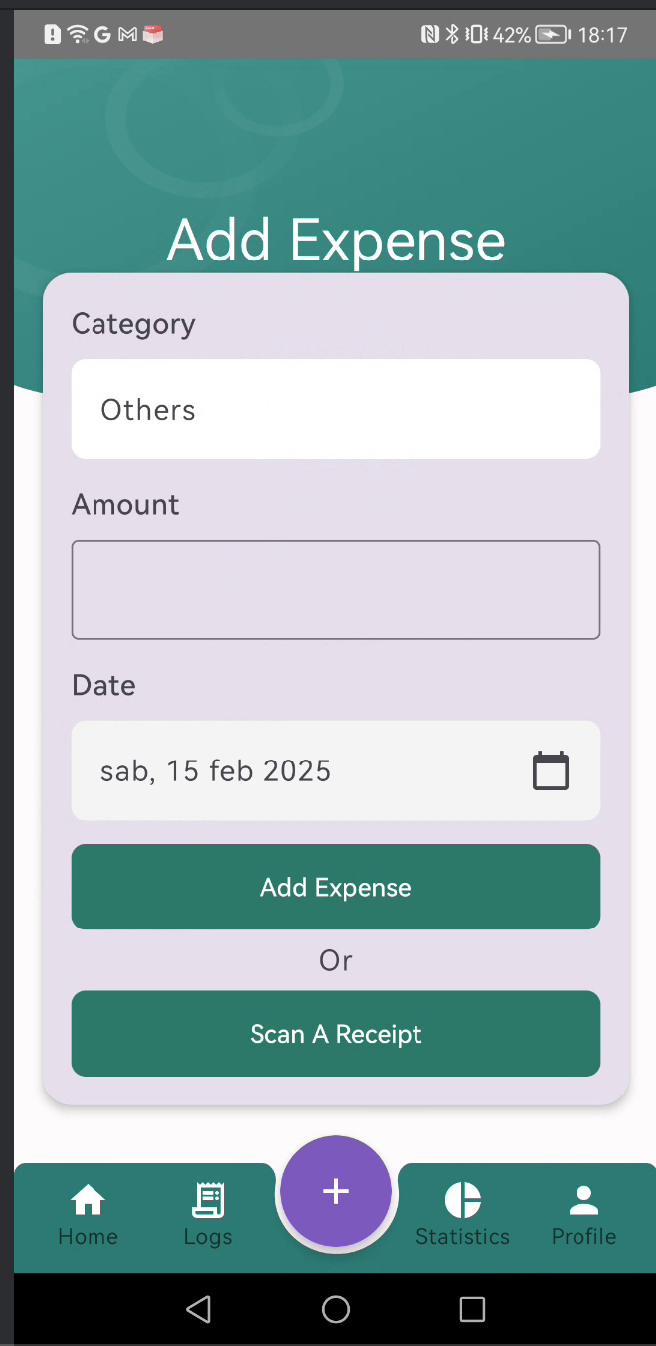 42% 18:17
Add Expense
Category
Others
Amount
Date
sab, 15 feb 2025
Add Expense
Or
Scan A Receipt
Home Logs + Statistics Profile